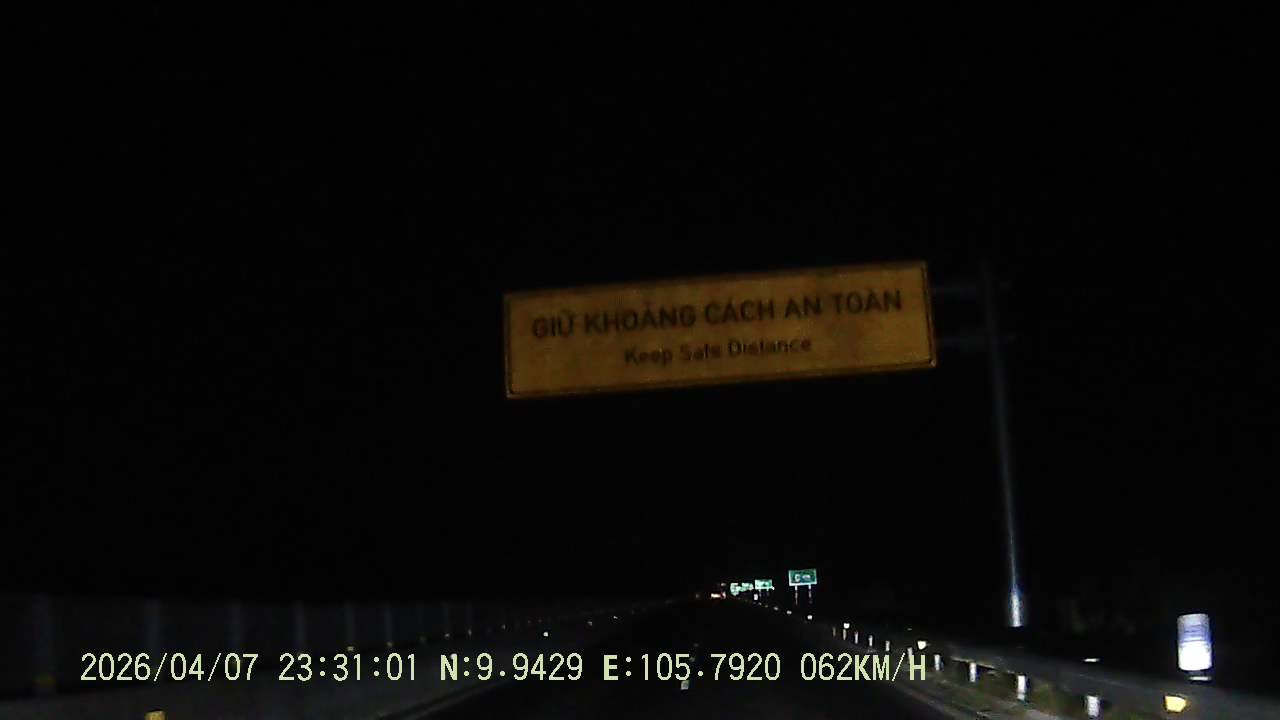 GIỮ KHOẢNG CÁCH AN TOÀN
Keep Safe Distance
2026/04/07 23:31:01 N:9.9429 E:105.7920 062KM/H